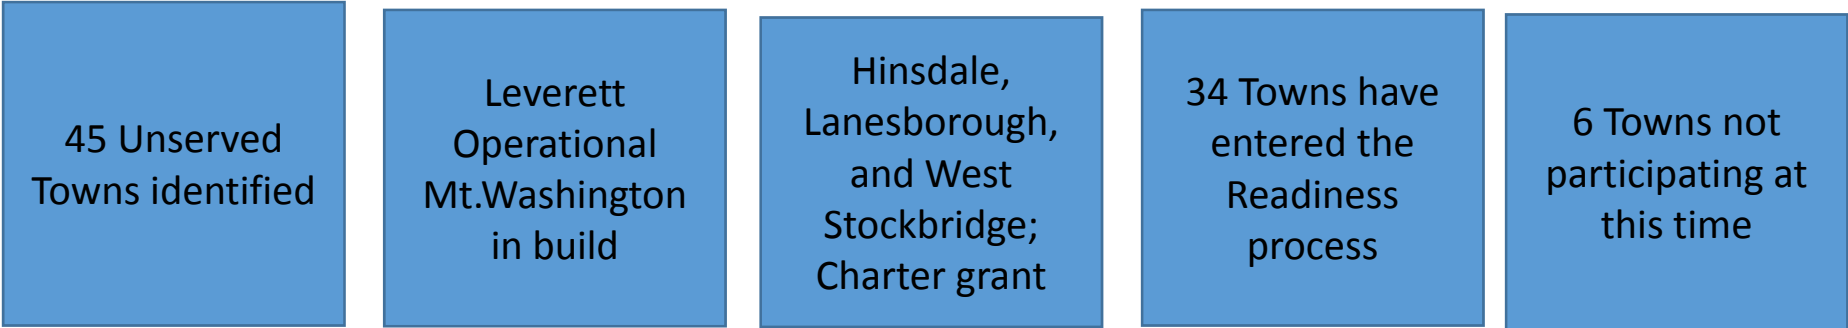 45 Unserved
Towns identified
Leverett
Operational
Mt.Washington
in build
Hinsdale,
Lanesborough,
and West
Stockbridge;
Charter grant
34 Towns have
entered the
Readiness
process
6 Towns not
participating at
this time